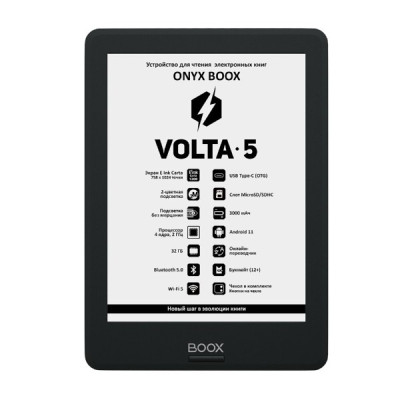 Устройство для чтения электронных книг
ONYX BOOX
VOLTA·5
Экран E Ink Carta
758 x 1024 точек
USB Type-C (OTG)
2-цветная
подсветка
Слот MicroSD/SDHC
Подсветка
без мерцания
3000 мАч
Процессор
4 ядра, 2 ГГц
Android 11
32 ГБ
Онлайн-
переводчик
Bluetooth 5.0
Букмейт (12+)
Wi-Fi 5
Чехол в комплекте
Новый шаг в эволюции книги
BOOX